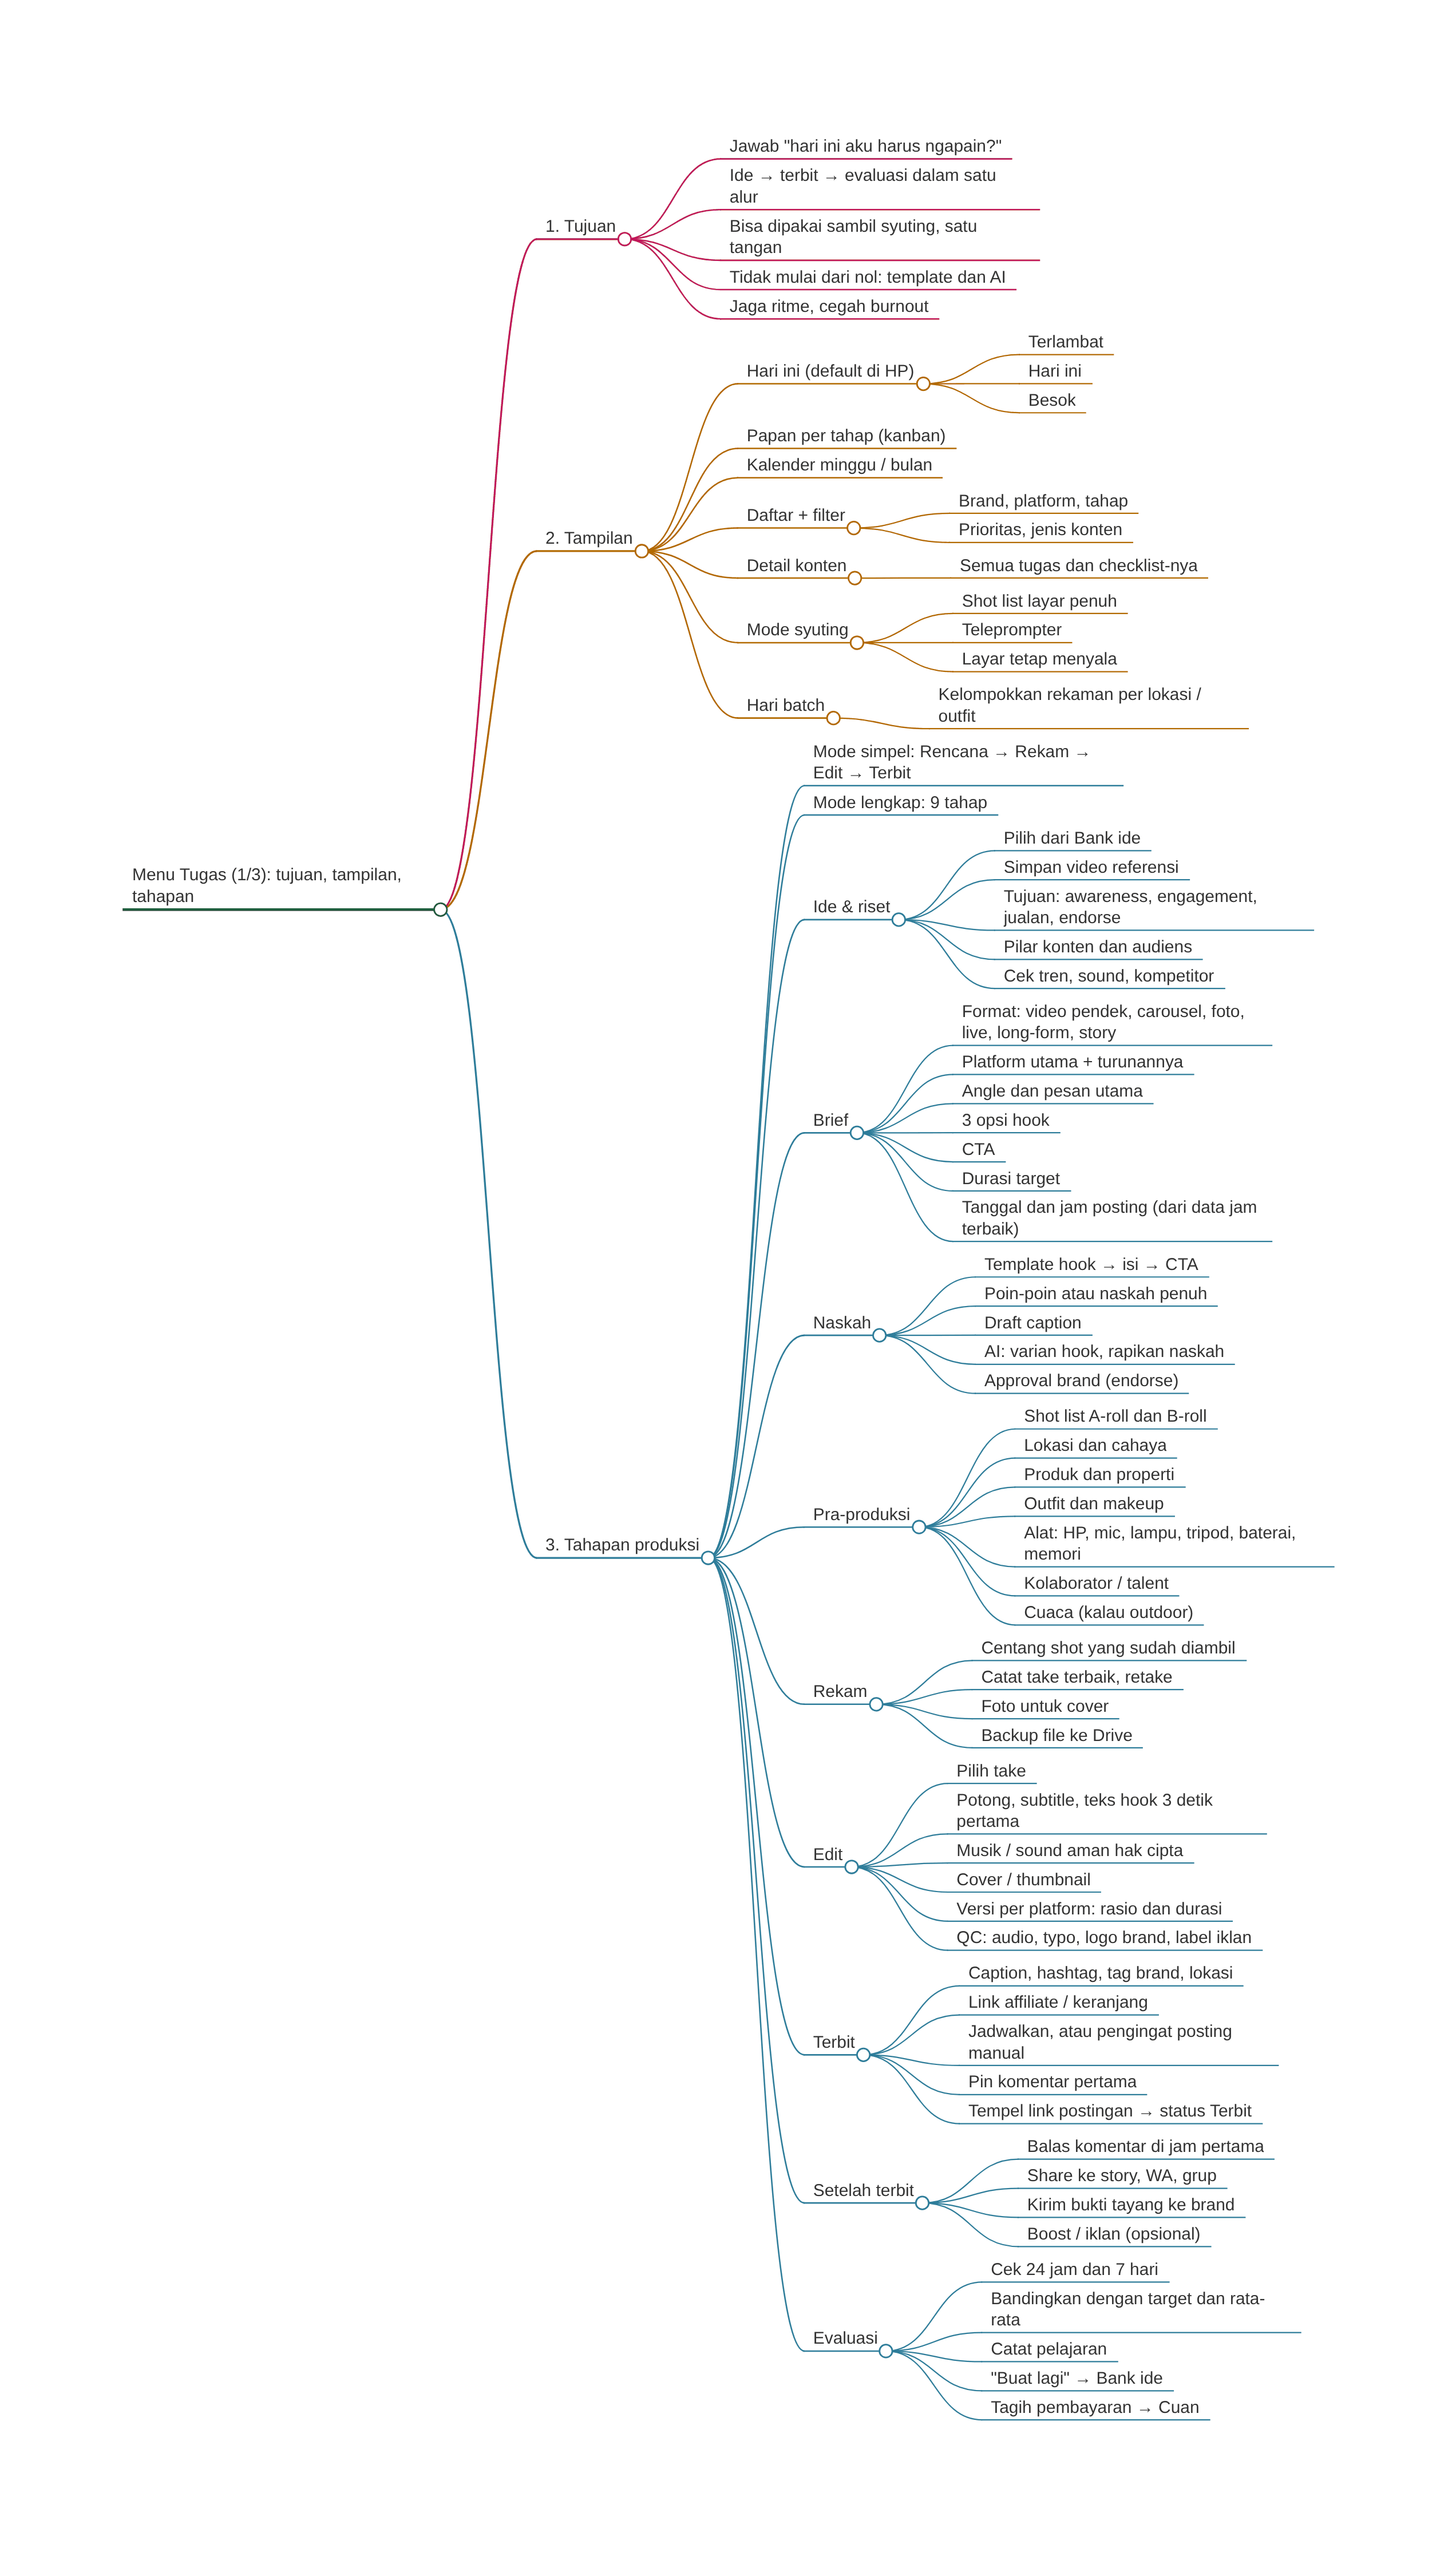 Menu Tugas (1/3): tujuan, tampilan,
tahapan
1. Tujuan
Jawab "hari ini aku harus ngapain?"
Ide → terbit → evaluasi dalam satu
alur
Bisa dipakai sambil syuting, satu
tangan
Tidak mulai dari nol: template dan AI
Jaga ritme, cegah burnout
2. Tampilan
Hari ini (default di HP)
Terlambat
Hari ini
Besok
Papan per tahap (kanban)
Kalender minggu / bulan
Daftar + filter
Brand, platform, tahap
Prioritas, jenis konten
Detail konten
Semua tugas dan checklist-nya
Mode syuting
Shot list layar penuh
Teleprompter
Layar tetap menyala
Hari batch
Kelompokkan rekaman per lokasi /
outfit
3. Tahapan produksi
Mode simpel: Rencana → Rekam →
Edit → Terbit
Mode lengkap: 9 tahap
Ide & riset
Pilih dari Bank ide
Simpan video referensi
Tujuan: awareness, engagement,
jualan, endorse
Pilar konten dan audiens
Cek tren, sound, kompetitor
Brief
Format: video pendek, carousel, foto,
live, long-form, story
Platform utama + turunannya
Angle dan pesan utama
3 opsi hook
CTA
Durasi target
Tanggal dan jam posting (dari data jam
terbaik)
Naskah
Template hook → isi → CTA
Poin-poin atau naskah penuh
Draft caption
AI: varian hook, rapikan naskah
Approval brand (endorse)
Pra-produksi
Shot list A-roll dan B-roll
Lokasi dan cahaya
Produk dan properti
Outfit dan makeup
Alat: HP, mic, lampu, tripod, baterai,
memori
Kolaborator / talent
Cuaca (kalau outdoor)
Rekam
Centang shot yang sudah diambil
Catat take terbaik, retake
Foto untuk cover
Backup file ke Drive
Edit
Pilih take
Potong, subtitle, teks hook 3 detik
pertama
Musik / sound aman hak cipta
Cover / thumbnail
Versi per platform: rasio dan durasi
QC: audio, typo, logo brand, label iklan
Terbit
Caption, hashtag, tag brand, lokasi
Link affiliate / keranjang
Jadwalkan, atau pengingat posting
manual
Pin komentar pertama
Tempel link postingan → status Terbit
Setelah terbit
Balas komentar di jam pertama
Share ke story, WA, grup
Kirim bukti tayang ke brand
Boost / iklan (opsional)
Evaluasi
Cek 24 jam dan 7 hari
Bandingkan dengan target dan rata-
rata
Catat pelajaran
"Buat lagi" → Bank ide
Tagih pembayaran → Cuan